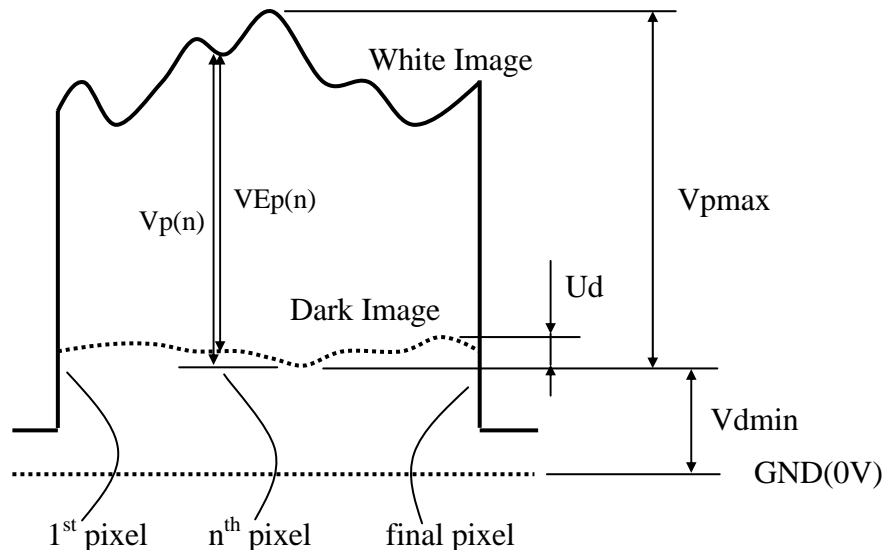 White Image
Vp(n)
VEp(n)
Vpmax
Ud
Dark Image
Vdmin
GND(0V)
1st pixel
nth pixel
final pixel